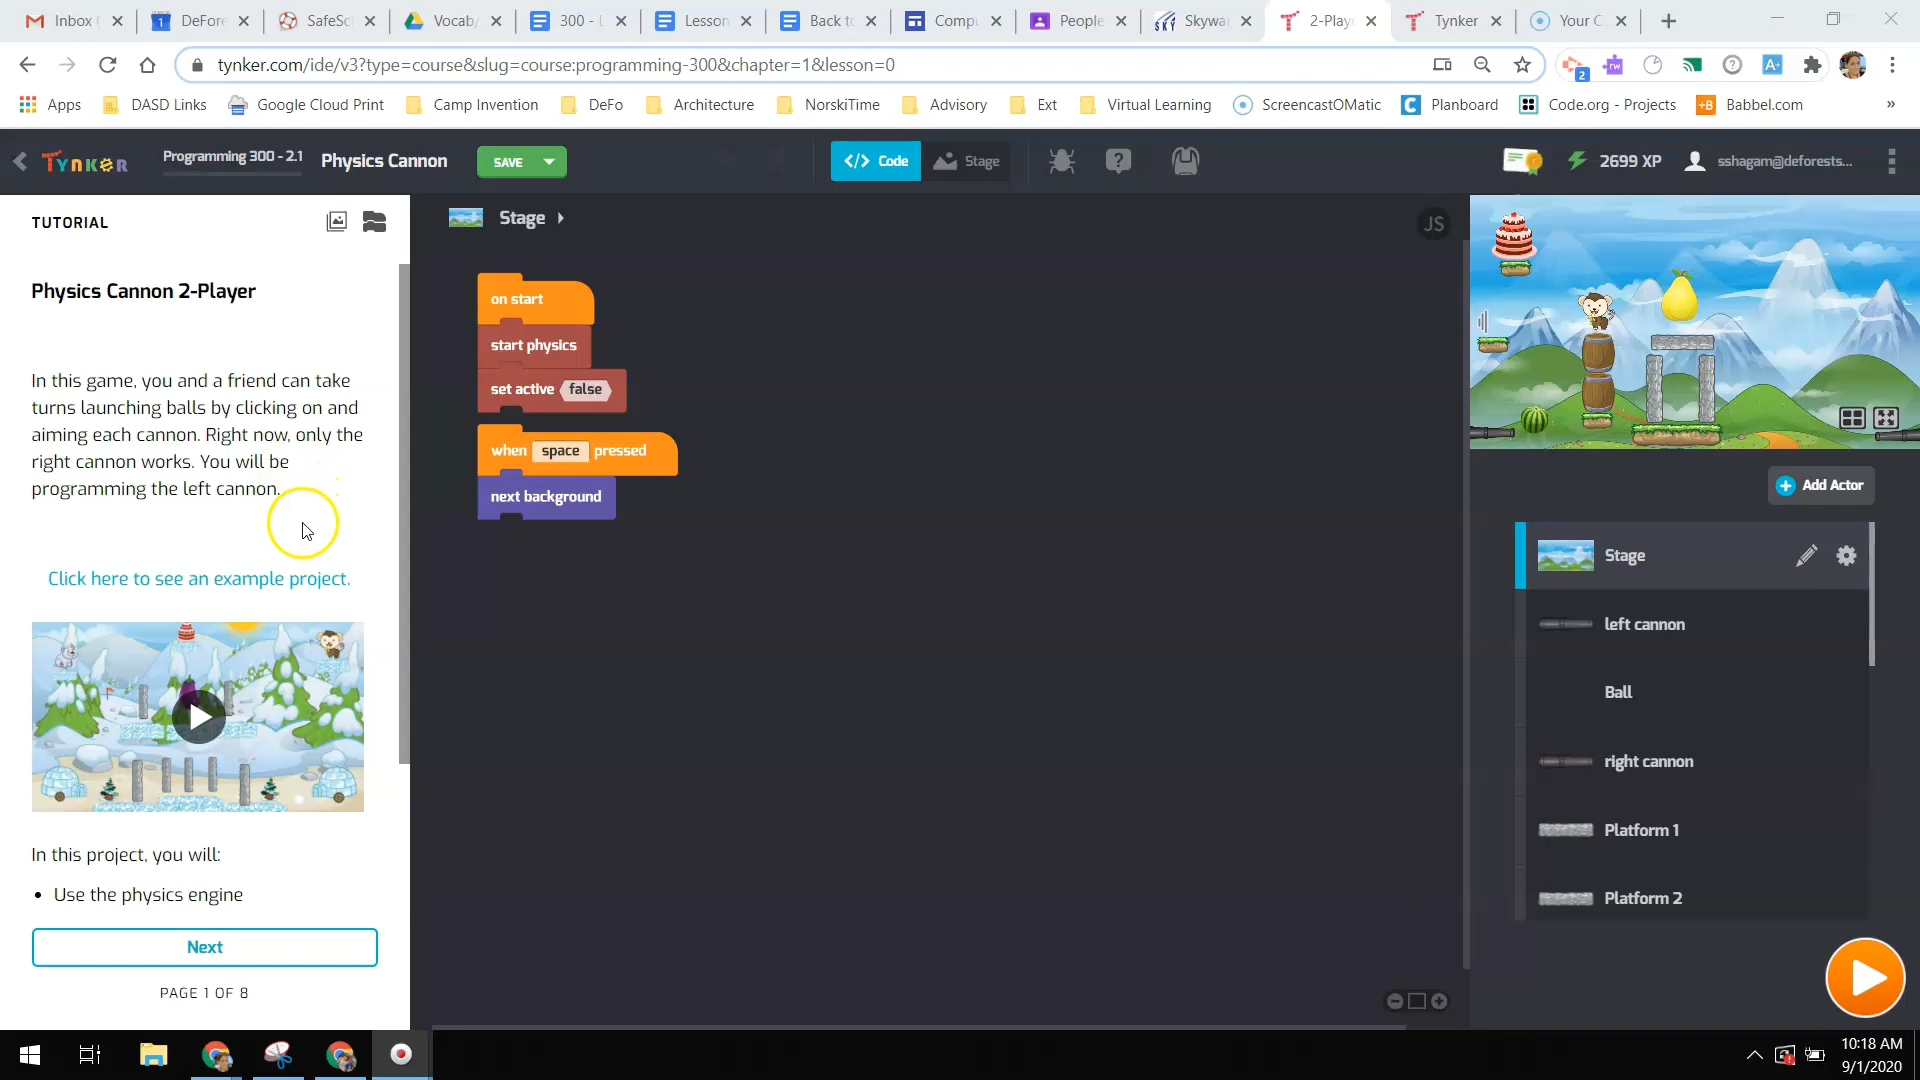 Inbox
DeFore
SafeSc
Vocab/
300 - L
Lesson
Back to
Compu
People
Skywar
2-Play
Tynker
Your C
tynker.com/ide/v3?type=course&slug=course:programming-300&chapter=1&lesson=0
Apps
DASD Links
Google Cloud Print
Camp Invention
DeFo
Architecture
NorskiTime
Advisory
Ext
Virtual Learning
ScreencastOMatic
Planboard
Code.org - Projects
Babbel.com
»
TYNKER
Programming 300 - 2.1
Physics Cannon
SAVE
</> Code
Stage
2699 XP
sshagam@deforests...
TUTORIAL
Physics Cannon 2-Player
In this game, you and a friend can take
turns launching balls by clicking on and
aiming each cannon. Right now, only the
right cannon works. You will be
programming the left cannon.
Click here to see an example project.
In this project, you will:
• Use the physics engine
Next
PAGE 1 OF 8
Stage
JS
on start
start physics
set active false
when space pressed
next background
Add Actor
Stage
left cannon
Ball
right cannon
Platform 1
Platform 2
10:18 AM
9/1/2020